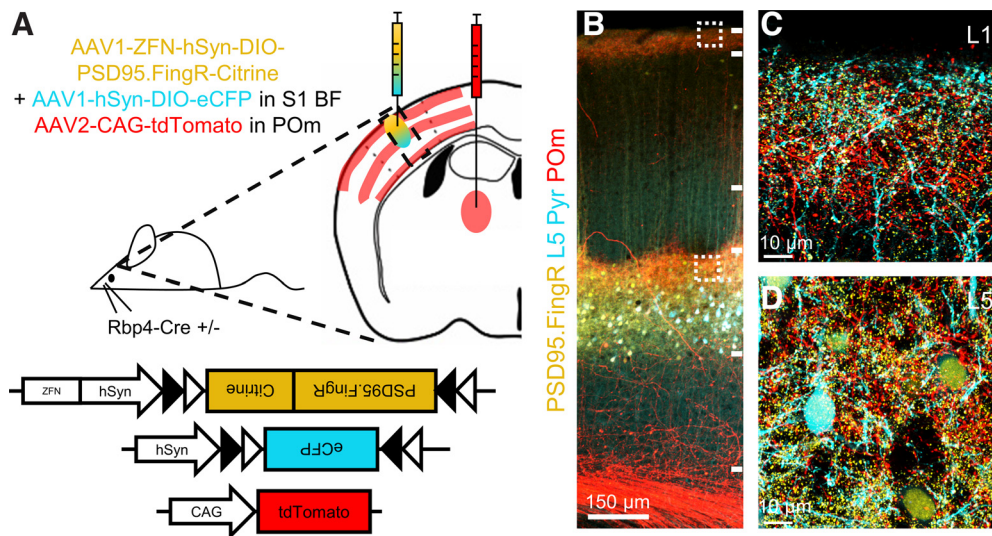 A
AAV1-ZFN-hSyn-DIO-
PSD95.FingR-Citrine
+ AAV1-hSyn-DIO-eCFP in S1 BF
AAV2-CAG-tdTomato in POm
Rbp4-Cre +/-
ZFN
hSyn
Citrine
PSD95.FingR
hSyn
eCFP
CAG
tdTomato
B
PSD95.FingR L5 Pyr POm
150 µm
C
L1
10 µm
D
L5
10 µm